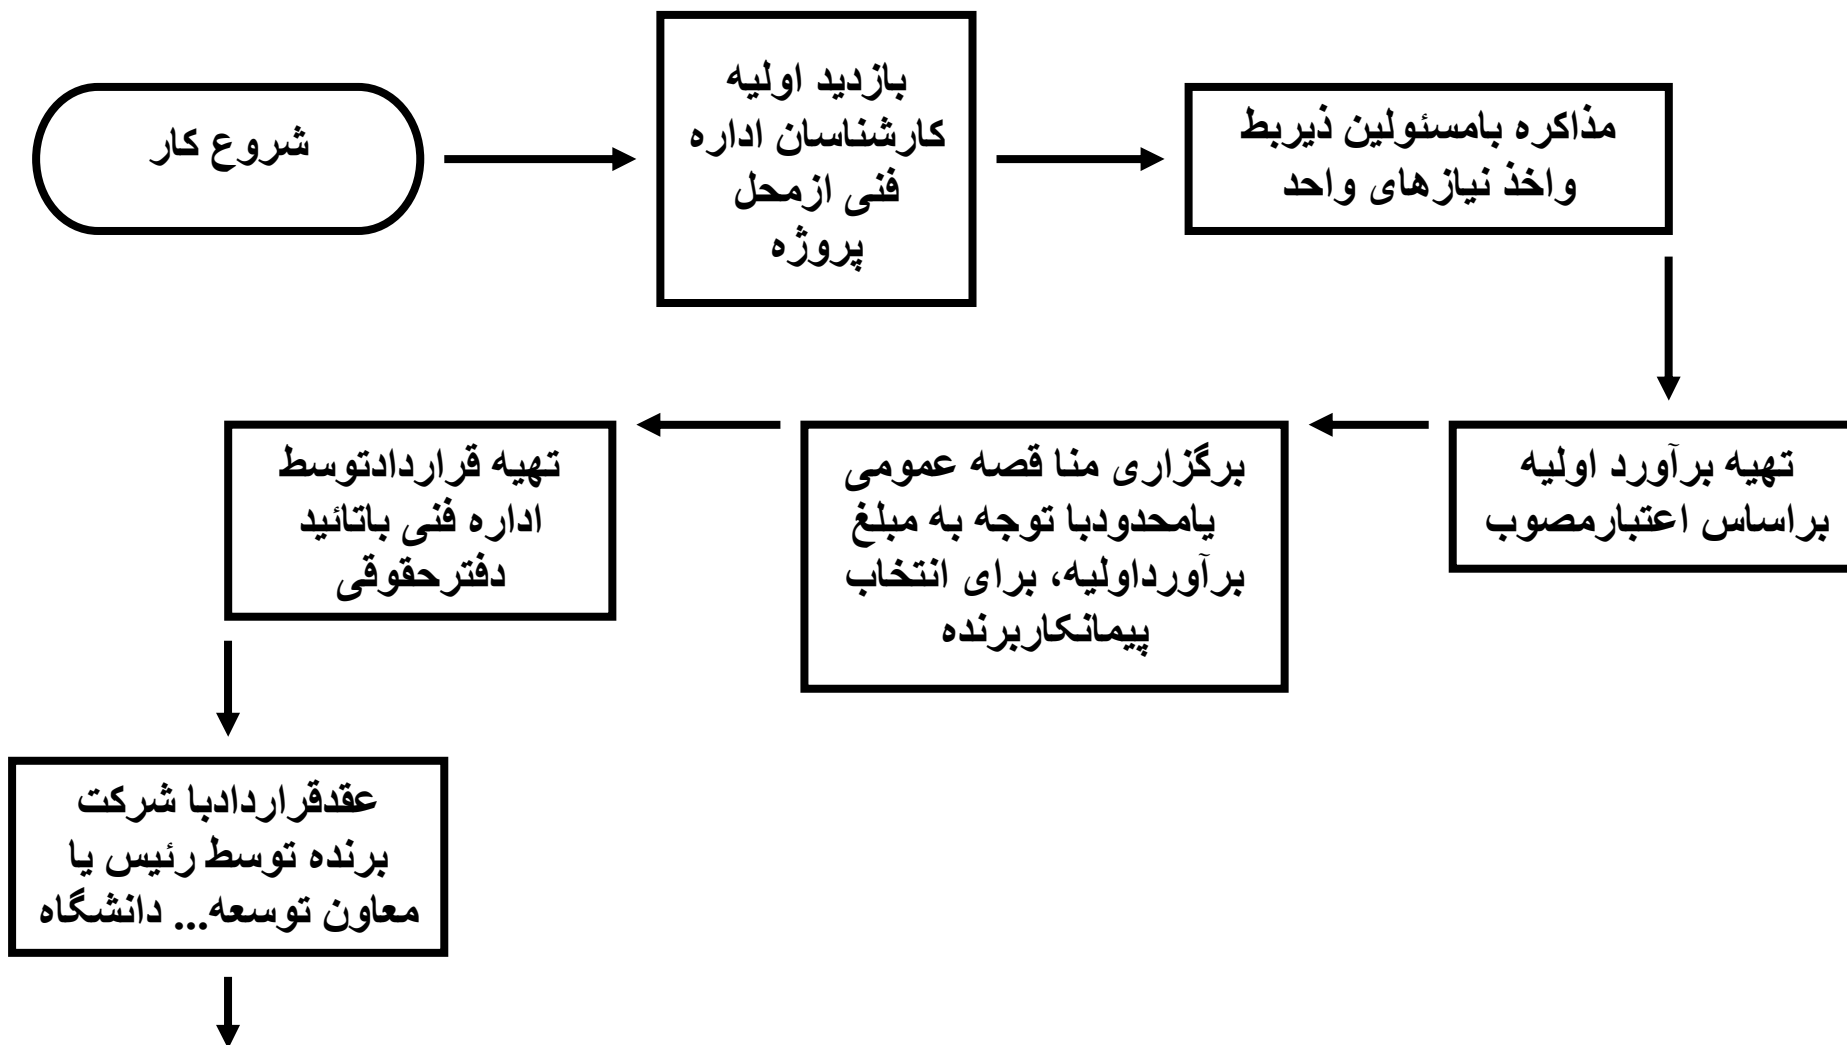 شروع کار
بازدید اولیه
کارشناسان اداره
فنی ازمحل
پروژه
مذاکره بامسئولین ذیربط
واخذ نیازهای واحد
تهیه برآورد اولیه
براساس اعتبارمصوب
برگزاری منا قصه عمومی
یامحدودبا توجه به مبلغ
برآورداولیه، برای انتخاب
پیمانکاربرنده
تهیه قراردادتوسط
اداره فنی باتائید
دفترحقوقی
عقدقراردادبا شرکت
برنده توسط رئیس یا
معاون توسعه... دانشگاه